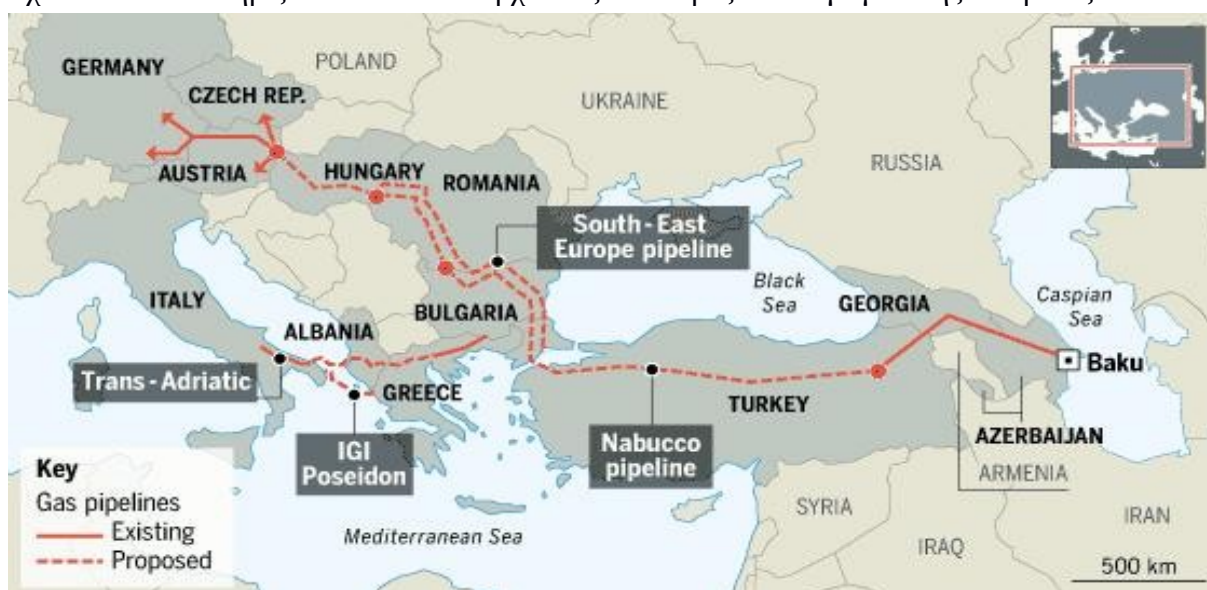 GERMANY
POLAND
CZECH REP.
UKRAINE
AUSTRIA
HUNGARY
ROMANIA
RUSSIA
South-East
Europe pipeline
Black
Sea
ITALY
ALBANIA
BULGARIA
GEORGIA
Caspian
Sea
Baku
Trans-Adriatic
GREECE
TURKEY
AZERBAIJAN
IGI
Poseidon
Nabucco
pipeline
ARMENIA
Key
Gas pipelines
Existing
Proposed
Mediterranean Sea
SYRIA
IRAQ
IRAN
500 km